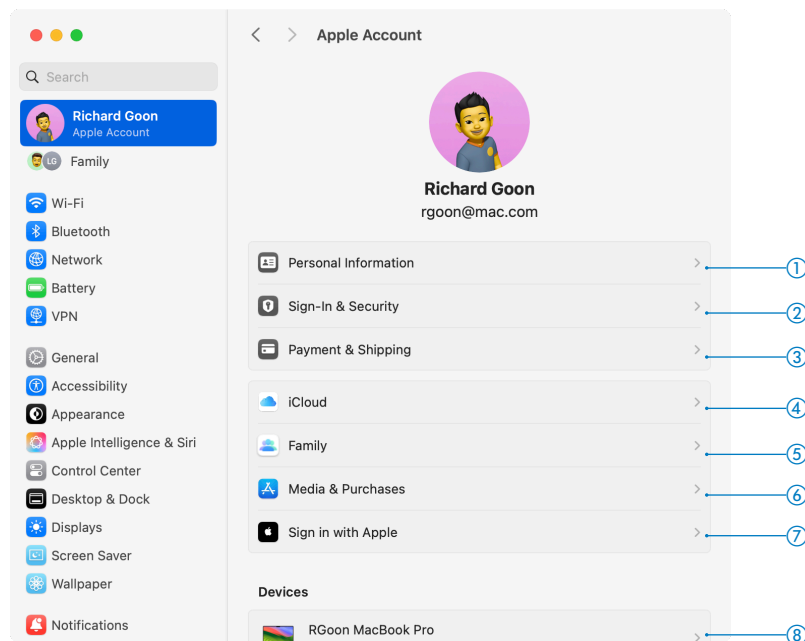 Apple Account
Search
Richard Goon
Apple Account
LG
Family
Wi-Fi
Bluetooth
Network
Battery
VPN
General
Accessibility
Appearance
Apple Intelligence & Siri
Control Center
Desktop & Dock
Displays
Screen Saver
Wallpaper
Notifications
Richard Goon
rgoon@mac.com
Personal Information
1
Sign-In & Security
2
Payment & Shipping
3
iCloud
4
Family
5
Media & Purchases
6
Sign in with Apple
7
Devices
RGoon MacBook Pro
8